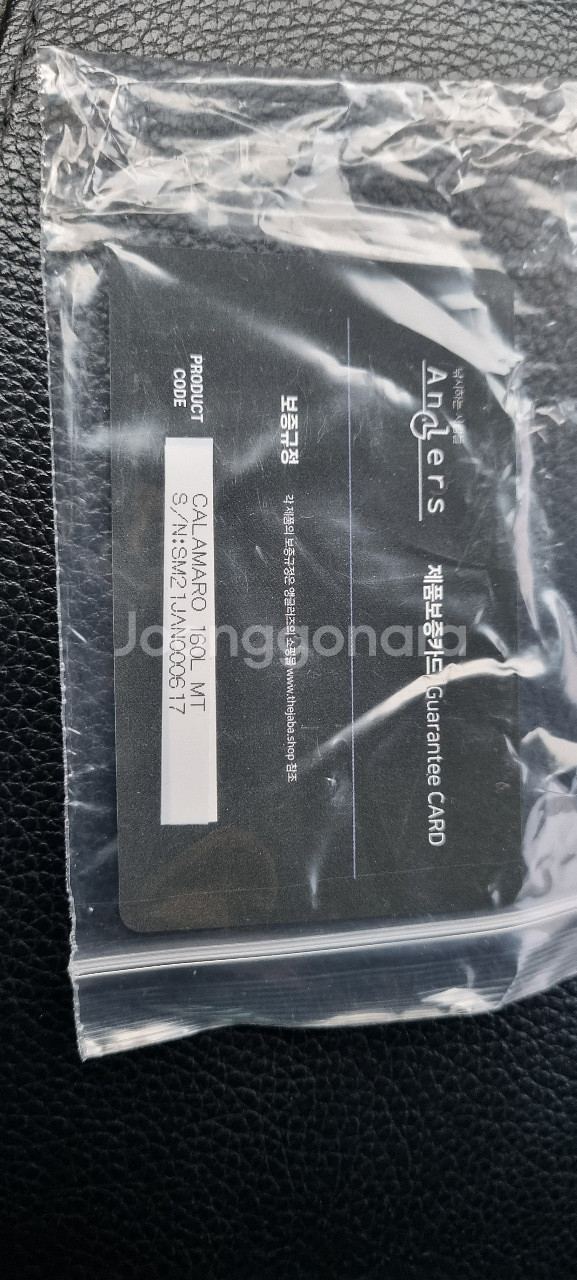 낚시하는 사람들
Anglers
제품보증카드 Guarantee CARD
보증규정 각 제품의 보증규정은 앵글러즈의 쇼핑몰 www.thejaba.shop 참조
PRODUCT CODE
CALAMARO 160L MT
S/N:SM21JAN000617
Joonggonara